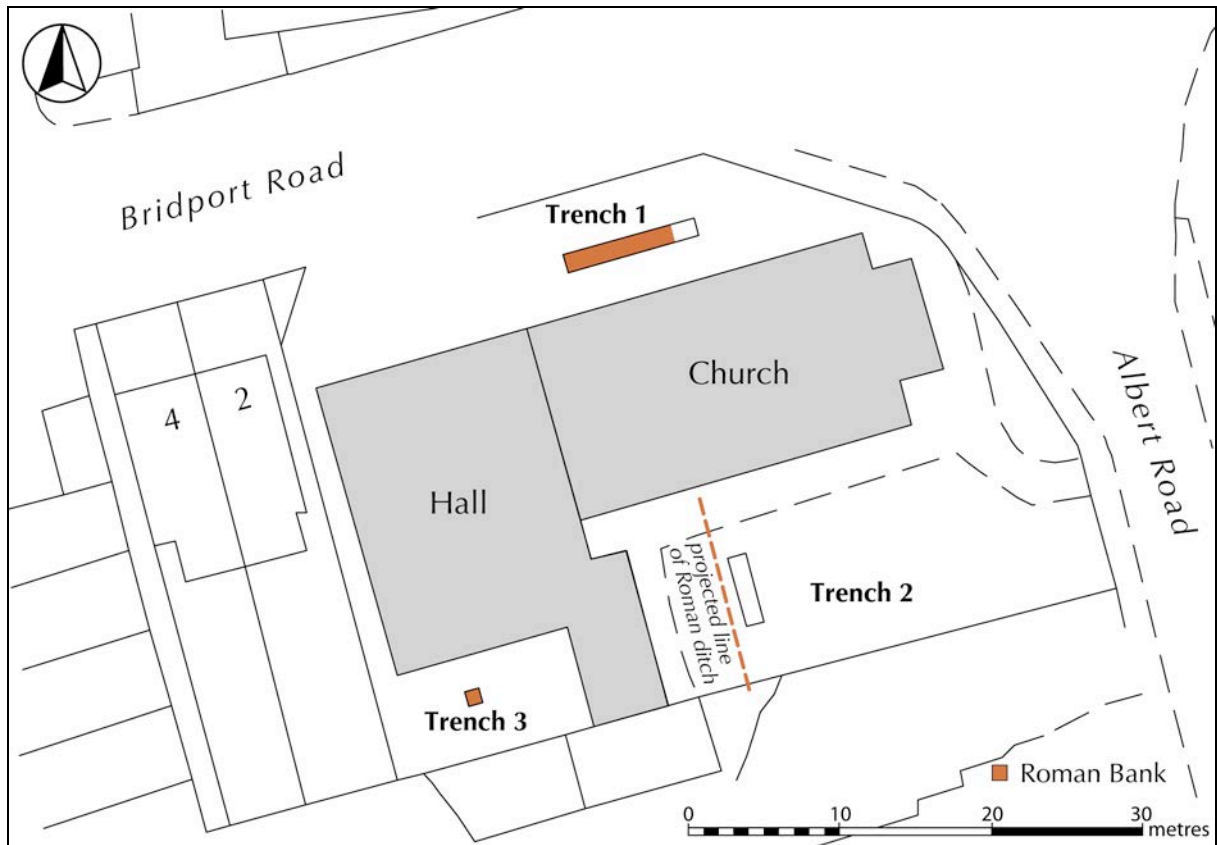 Bridport Road
Trench 1
Church
4
2
Hall
Albert Road
projected line
of Roman ditch
Trench 2
Trench 3
Roman Bank
0
10
20
30
metres